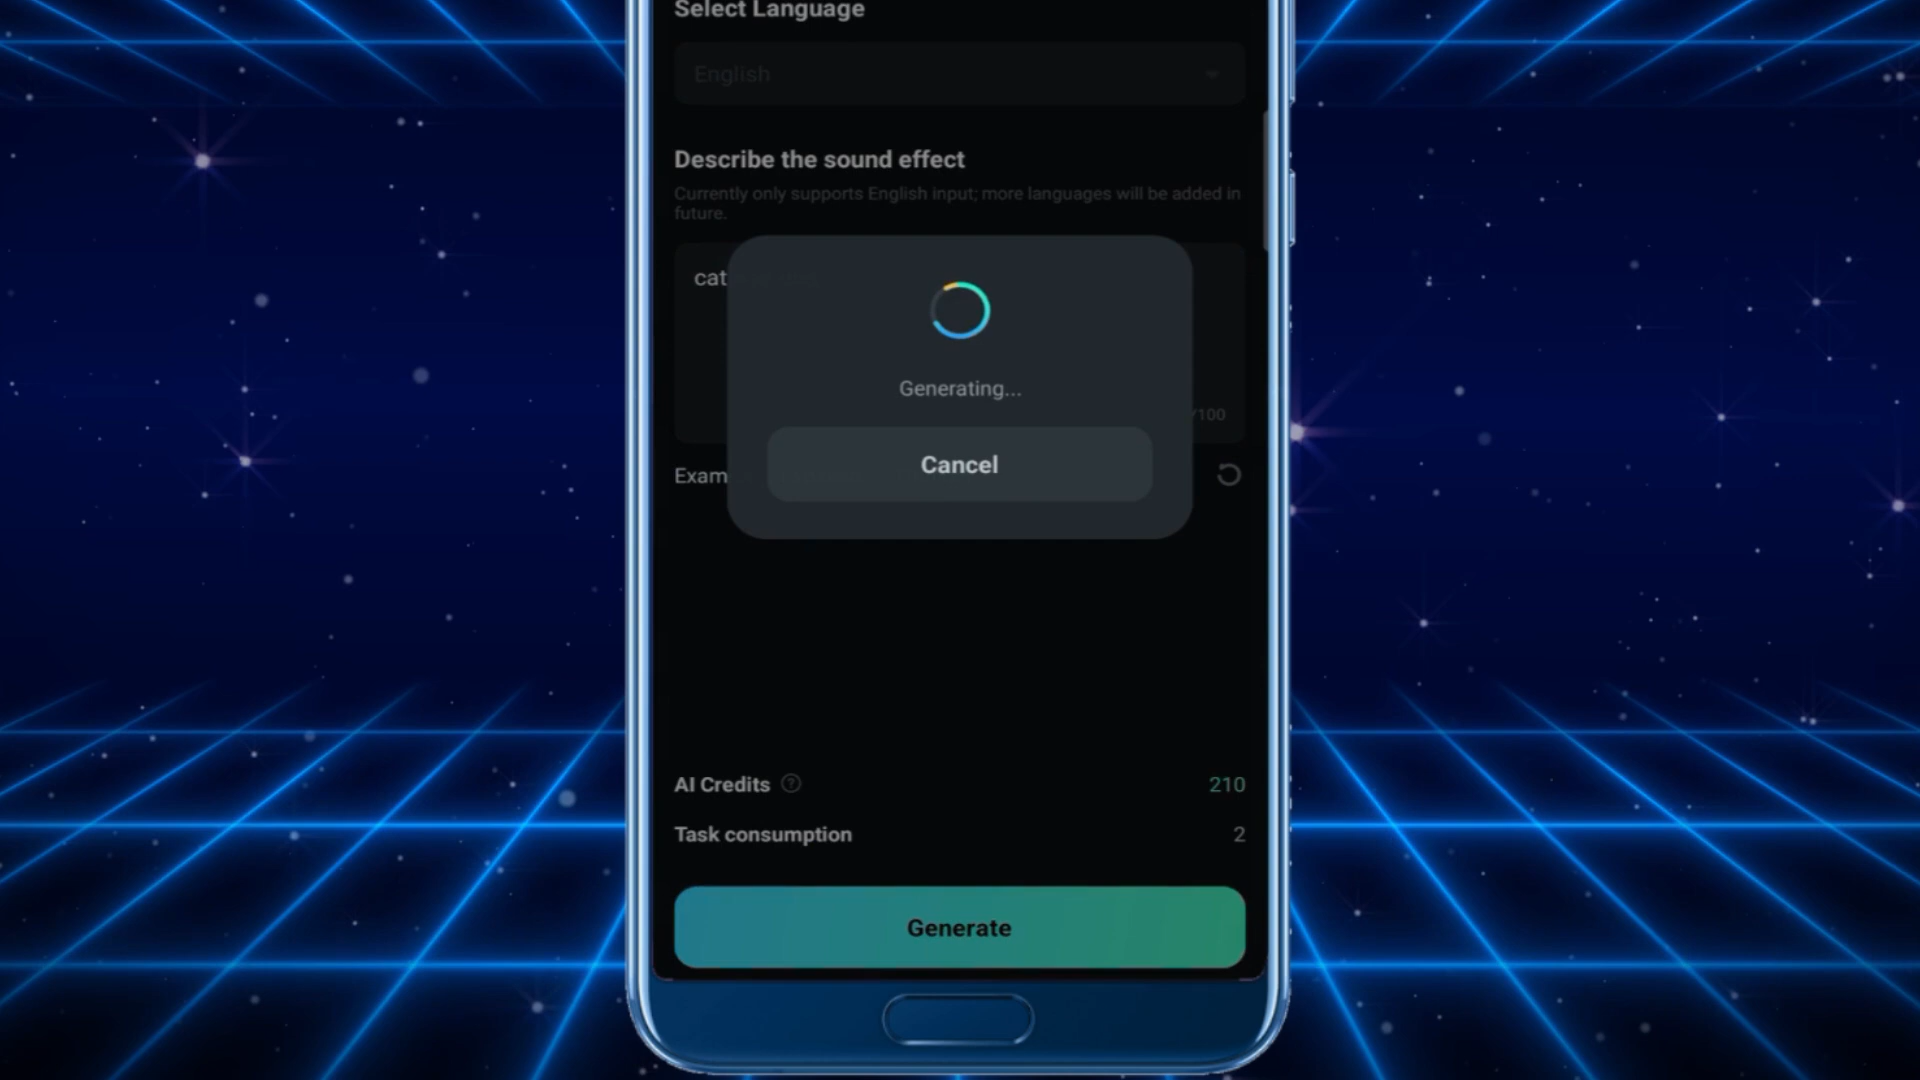 Select Language
English
Describe the sound effect
Currently only supports English input; more languages will be added in
future.
cat
Generating...
/100
Cancel
Exam
AI Credits ?
210
Task consumption
2
Generate